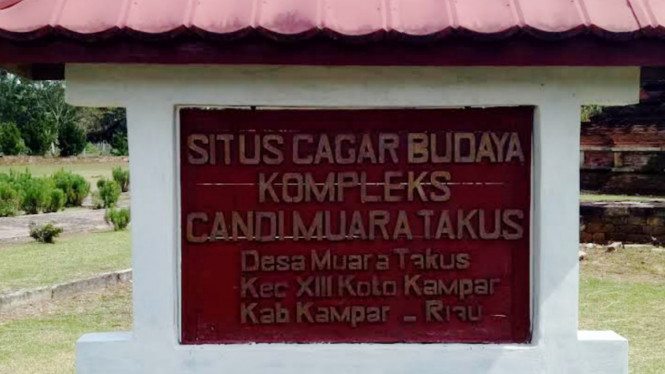 SITUS CAGAR BUDAYA
KOMPLEKS
CANDI MUARA TAKUS
Desa Muara Takus
Kec XIII Koto Kampar
Kab Kampar - Riau